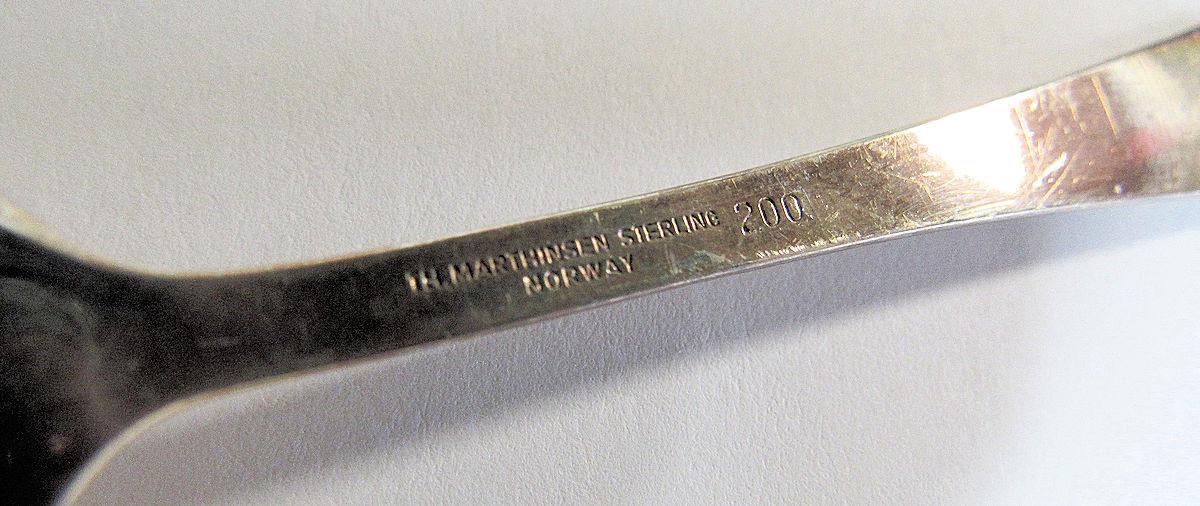 TH. MARTHINSEN STERLING 200
NORWAY